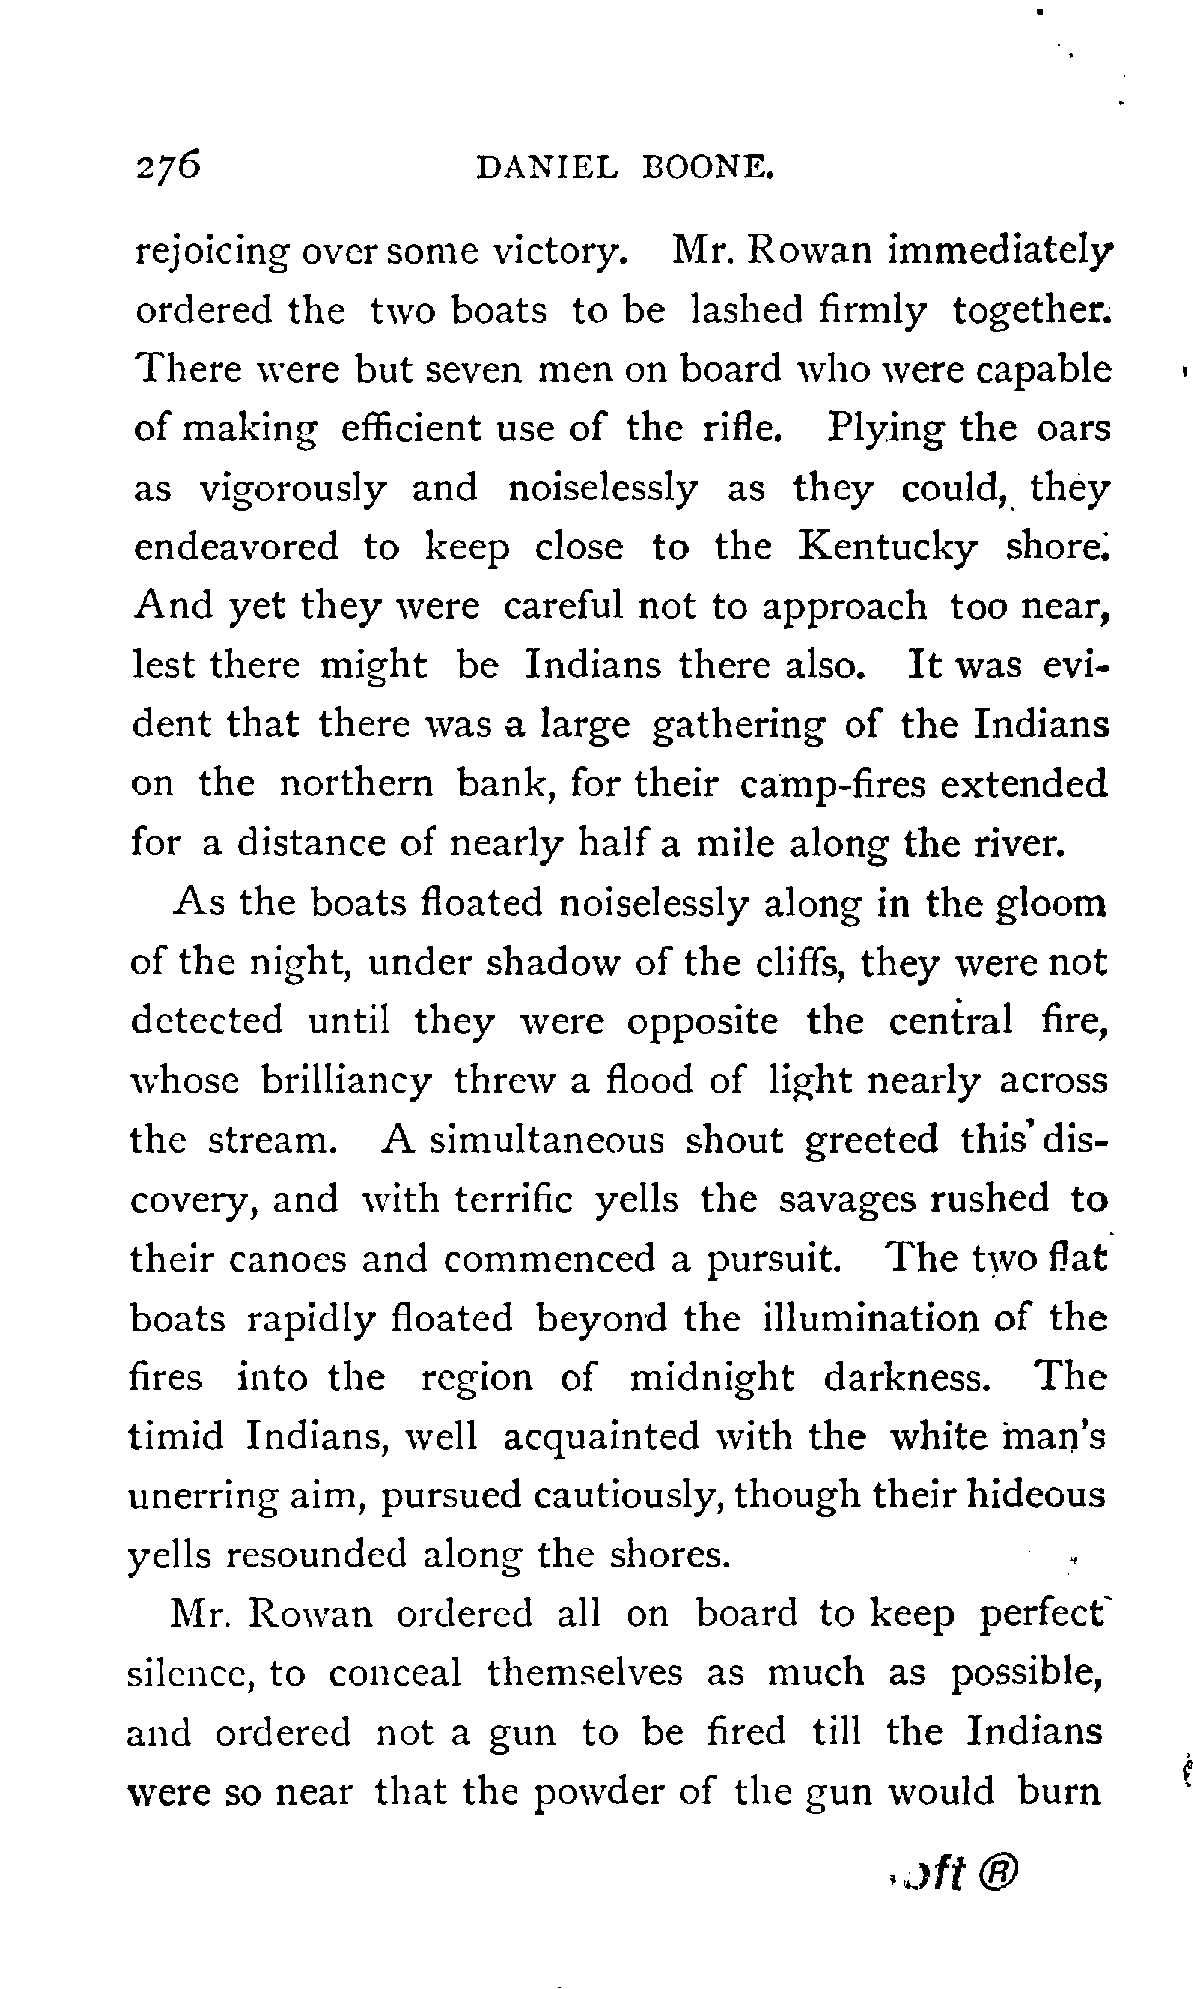 276 DANIEL BOONE.
rejoicing over some victory. Mr. Rowan immediately
ordered the two boats to be lashed firmly together.
There were but seven men on board who were capable
of making efficient use of the rifle. Plying the oars
as vigorously and noiselessly as they could, they
endeavored to keep close to the Kentucky shore.
And yet they were careful not to approach too near,
lest there might be Indians there also. It was evi-
dent that there was a large gathering of the Indians
on the northern bank, for their camp-fires extended
for a distance of nearly half a mile along the river.
As the boats floated noiselessly along in the gloom
of the night, under shadow of the cliffs, they were not
detected until they were opposite the central fire,
whose brilliancy threw a flood of light nearly across
the stream. A simultaneous shout greeted this dis-
covery, and with terrific yells the savages rushed to
their canoes and commenced a pursuit. The two flat
boats rapidly floated beyond the illumination of the
fires into the region of midnight darkness. The
timid Indians, well acquainted with the white man's
unerring aim, pursued cautiously, though their hideous
yells resounded along the shores.
Mr. Rowan ordered all on board to keep perfect
silence, to conceal themselves as much as possible,
and ordered not a gun to be fired till the Indians
were so near that the powder of the gun would burn
oft ®